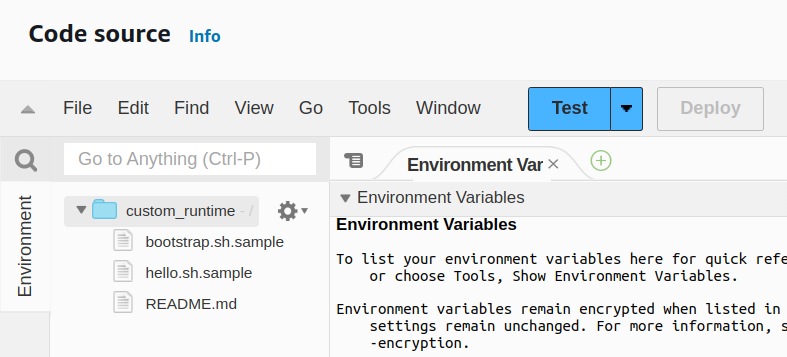 Code source Info
File Edit Find View Go Tools Window Test Deploy
Go to Anything (Ctrl-P)
Environment Var
Environment
custom_runtime - /
bootstrap.sh.sample
hello.sh.sample
README.md
Environment Variables
Environment Variables
To list your environment variables here for quick refe
or choose Tools, Show Environment Variables.
Environment variables remain encrypted when listed in
settings remain unchanged. For more information, s
-encryption.